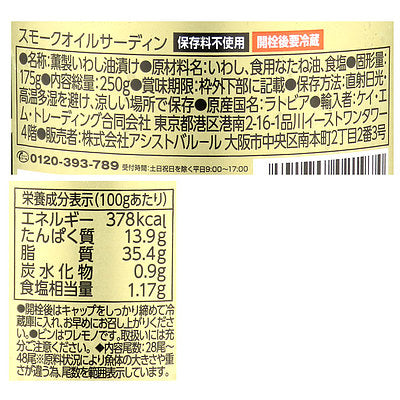 スモークオイルサーディン 保存料不使用 開栓後要冷蔵
●名称:薫製いわし油漬け●原材料名:いわし、食用なたね油、食塩●固形量:
175g●内容総量:250g●賞味期限:枠外下部に記載●保存方法:直射日光・
高温多湿を避け、涼しい場所で保存●原産国名:ラトビア●輸入者:ケイ・エ
ム・トレーディング合同会社 東京都港区港南2-16-1品川イーストワンタワー
4階●販売者:株式会社アシストバルール 大阪市中央区南本町2丁目2番3号
0120-393-789 受付時間:土日祝見を除く平日9:00〜17:00
栄養成分表示(100gあたり)
エネルギー 378kcal
たんぱく質 13.9g
脂質 35.4g
炭水化物 0.9g
食塩相当量 1.17g
●開栓後はキャップをしっかり締めて冷
蔵庫に入れ、お早めにお召し上がりくださ
い。●ビンはワレモノです。取扱いには充
分ご注意ください。◆内容尾数:28尾〜
48尾※原料状況により魚体の大きさや重
さが違う為、尾数を範囲表示しています。